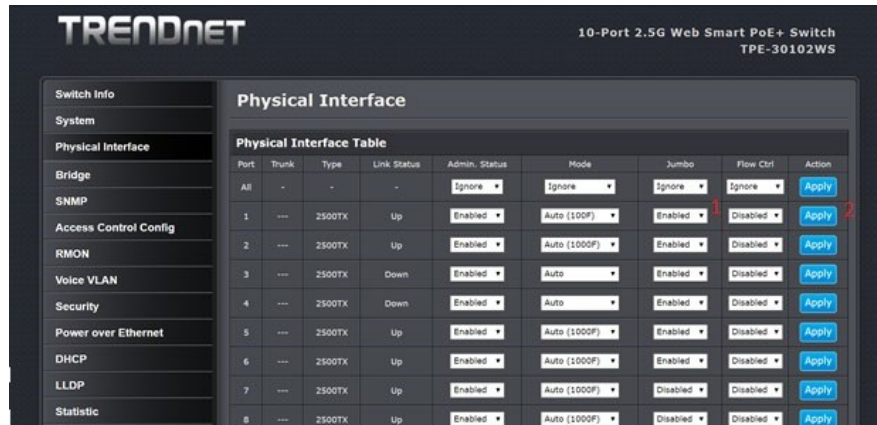 TRENDnET
10-Port 2.5G Web Smart PoE+ Switch
TPE-30102WS
Switch Info
System
Physical Interface
Bridge
SNMP
Access Control Config
RMON
Voice VLAN
Security
Power over Ethernet
DHCP
LLDP
Statistic
Physical Interface
Physical Interface Table
Port Trunk Type Link Status Admin. Status Mode Jumbo Flow Ctrl Action
All - - - Ignore Ignore Ignore Ignore Apply
1 --- 2500TX Up Enabled Auto (100F) Enabled 1 Disabled Apply 2
2 --- 2500TX Up Enabled Auto (1000F) Enabled Disabled Apply
3 --- 2500TX Down Enabled Auto Enabled Disabled Apply
4 --- 2500TX Down Enabled Auto Enabled Disabled Apply
5 --- 2500TX Up Enabled Auto (1000F) Enabled Disabled Apply
6 --- 2500TX Up Enabled Auto (1000F) Enabled Disabled Apply
7 --- 2500TX Up Enabled Auto (1000F) Disabled Disabled Apply
8 --- 2500TX Up Enabled Auto (1000F) Disabled Disabled Apply